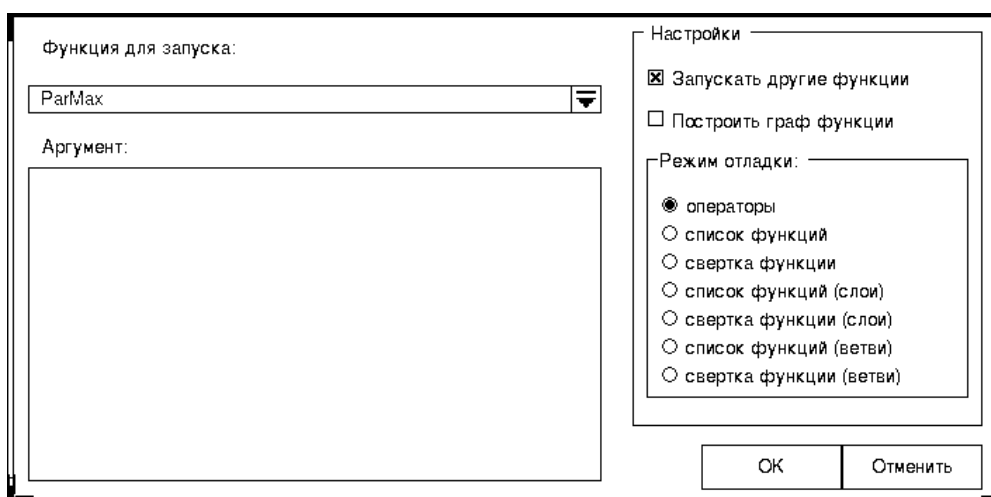 Функция для запуска:
ParMax
Аргумент:
Настройки
Запускать другие функции
Построить граф функции
Режим отладки:
операторы
список функций
свертка функции
список функций (слои)
свертка функции (слои)
список функций (ветви)
свертка функции (ветви)
OK
Отменить